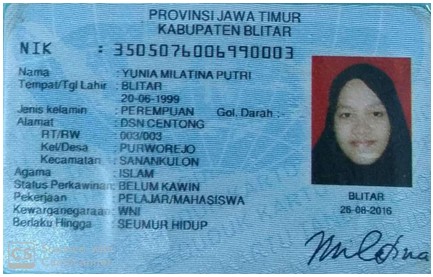 PROVINSI JAWA TIMUR
KABUPATEN BLITAR
NIK : 3505076006990003
Nama : YUNIA MILATINA PUTRI
Tempat/Tgl Lahir : BLITAR
20-06-1999
Jenis kelamin : PEREMPUAN Gol. Darah :-
Alamat : DSN CENTONG
RT/RW : 003/003
Kel/Desa : PURWOREJO
Kecamatan : SANANKULON
Agama : ISLAM
Status Perkawinan: BELUM KAWIN
Pekerjaan : PELAJAR/MAHASISWA
Kewarganegaraan: WNI
Berlaku Hingga : SEUMUR HIDUP
BLITAR
25-08-2016